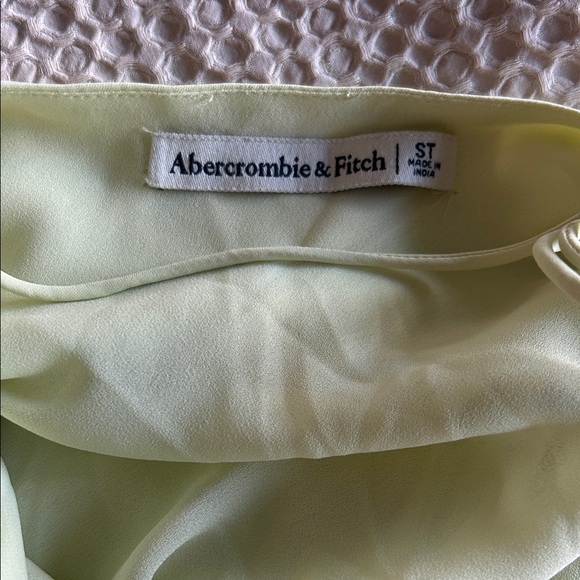 Abercrombie & Fitch | ST
MADE IN
INDIA